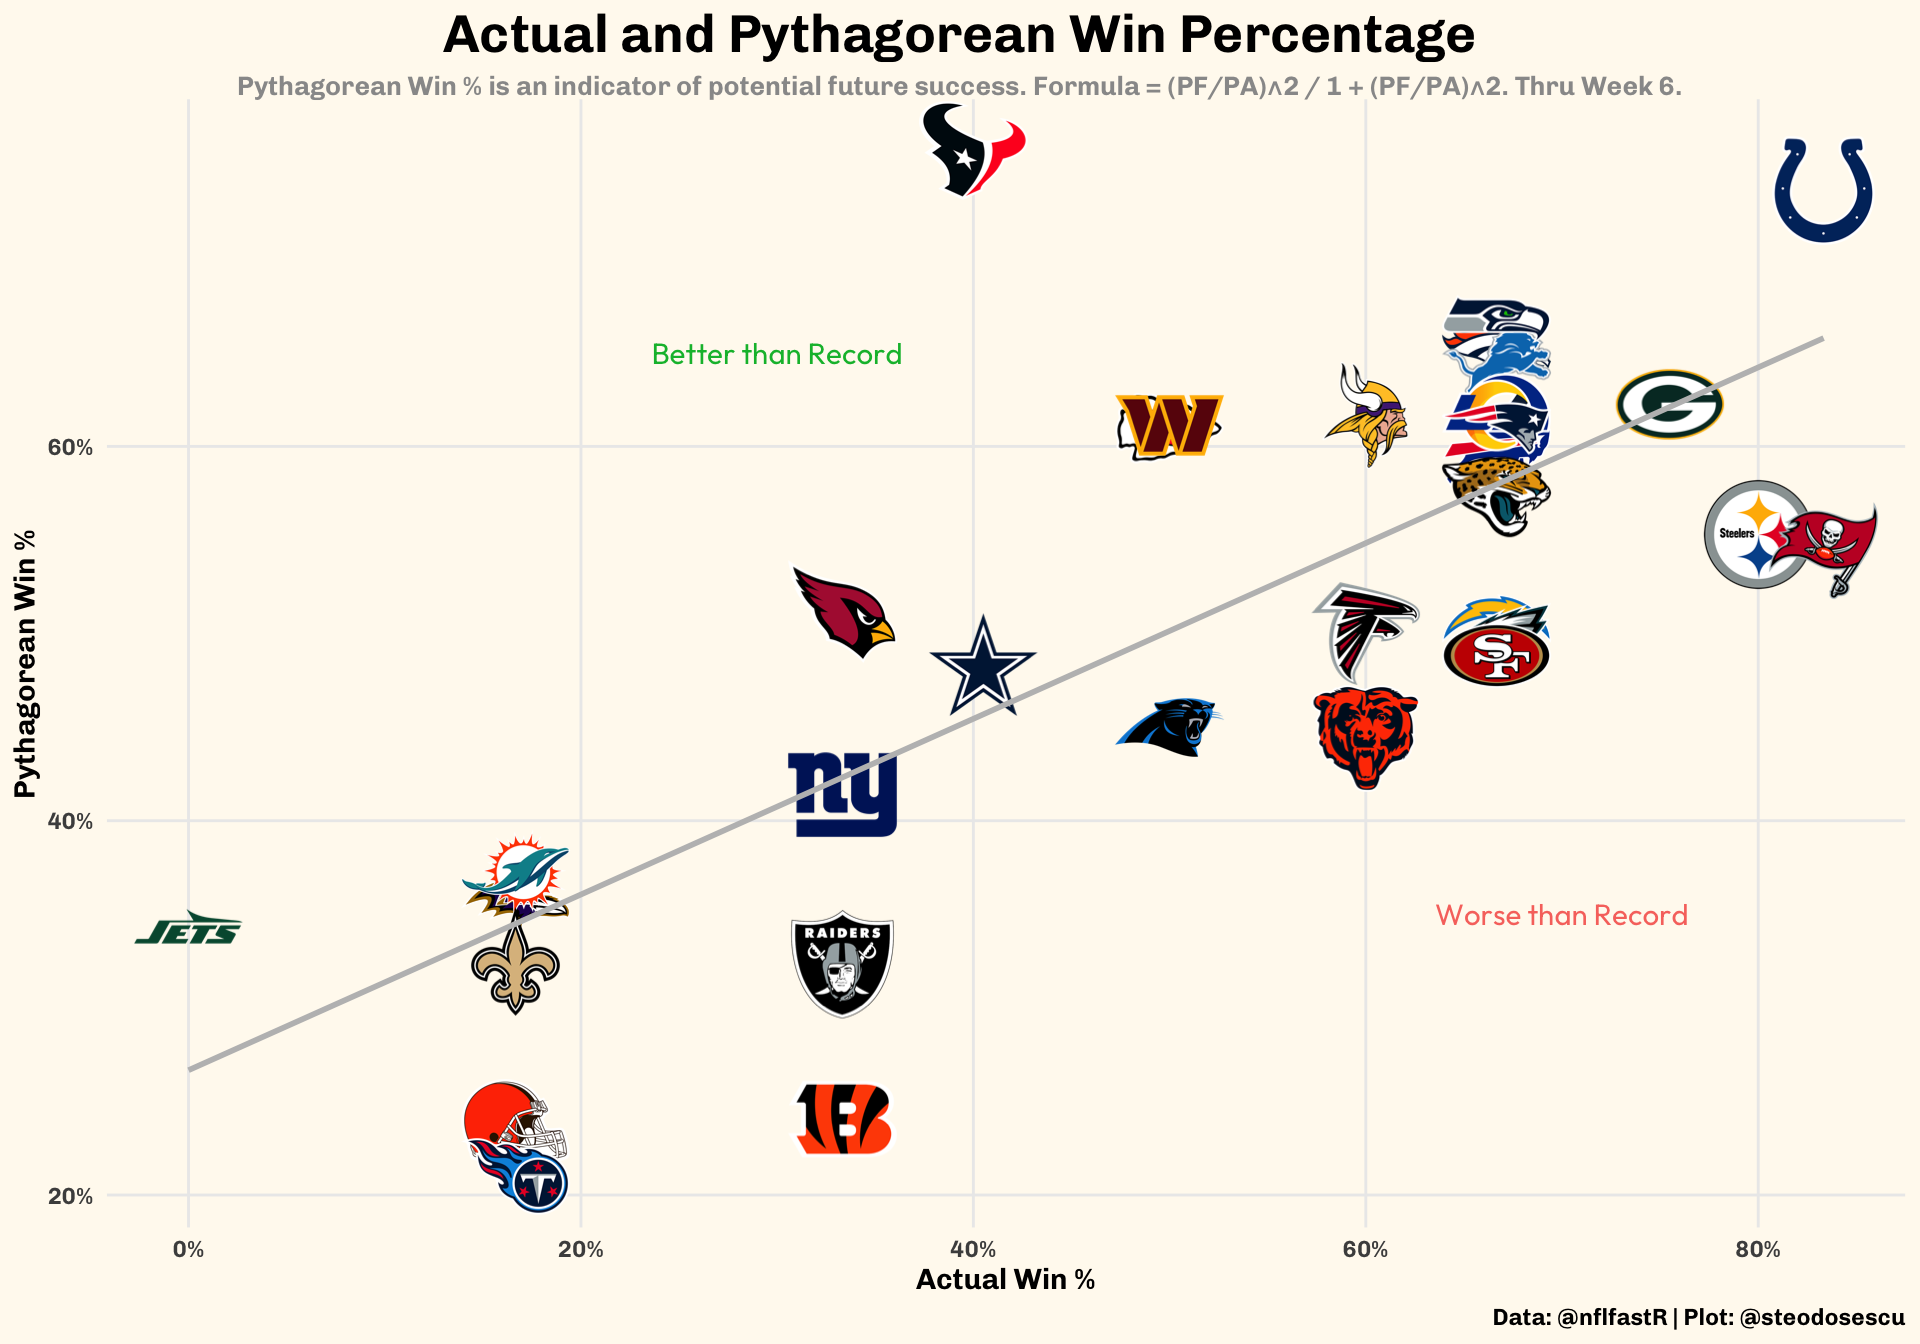 Actual and Pythagorean Win Percentage
Pythagorean Win % is an indicator of potential future success. Formula = (PF/PA)^2 / 1 + (PF/PA)^2. Thru Week 6.
Better than Record
W
G
60%
Steelers
Pythagorean Win %
SF
ny
40%
JETS
RAIDERS
Worse than Record
B
T
20%
0%
20%
40%
60%
80%
Actual Win %
Data: @nflfastR | Plot: @steodosescu